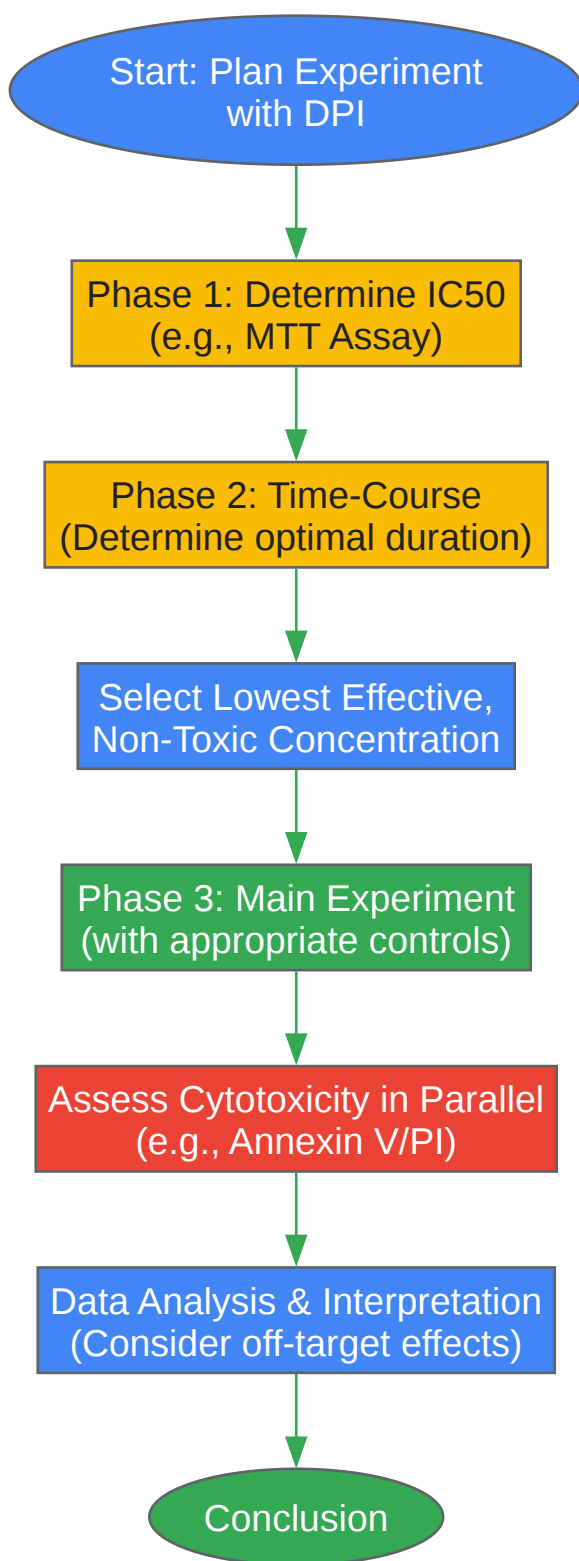 Start: Plan Experiment
with DPI
Phase 1: Determine IC50
(e.g., MTT Assay)
Phase 2: Time-Course
(Determine optimal duration)
Select Lowest Effective,
Non-Toxic Concentration
Phase 3: Main Experiment
(with appropriate controls)
Assess Cytotoxicity in Parallel
(e.g., Annexin V/PI)
Data Analysis & Interpretation
(Consider off-target effects)
Conclusion